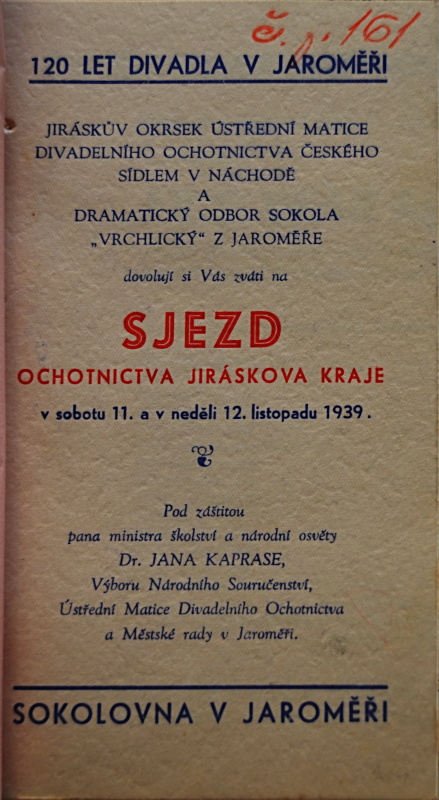 č. j. 161
120 LET DIVADLA V JAROMĚŘI
JIRÁSKŮV OKRSEK ÚSTŘEDNÍ MATICE
DIVADELNÍHO OCHOTNICTVA ČESKÉHO
SÍDLEM V NÁCHODĚ
A
DRAMATICKÝ ODBOR SOKOLA
„VRCHLICKÝ“ Z JAROMĚŘE
dovolují si Vás zváti na
SJEZD
OCHOTNICTVA JIRÁSKOVA KRAJE
v sobotu 11. a v neděli 12. listopadu 1939.
Pod záštitou
pana ministra školství a národní osvěty
Dr. JANA KAPRASE,
Výboru Národního Souručenství,
Ústřední Matice Divadelního Ochotnictva
a Městské rady v Jaroměři.
SOKOLOVNA V JAROMĚŘI